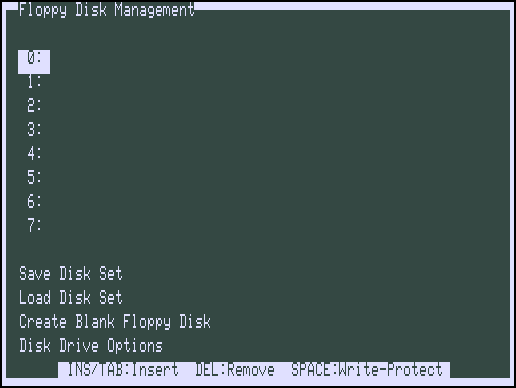 Floppy Disk Management
0:
1:
2:
3:
4:
5:
6:
7:
Save Disk Set
Load Disk Set
Create Blank Floppy Disk
Disk Drive Options
INS/TAB:Insert DEL:Remove SPACE:Write-Protect